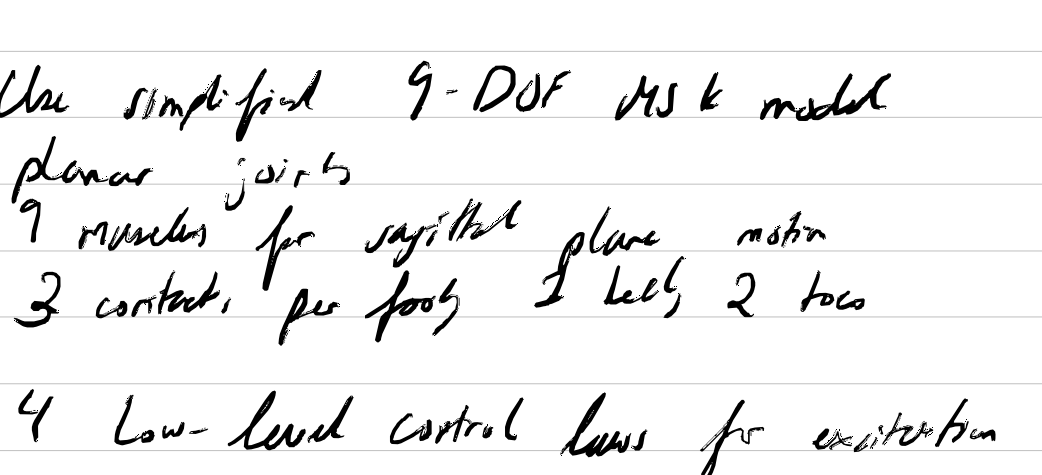 Use simplified 9-DOF MSK model
planar joints
9 muscles for sagittal plane motion
3 contacts per foot, 1 heel, 2 toes
4 Low-level control laws for excitation